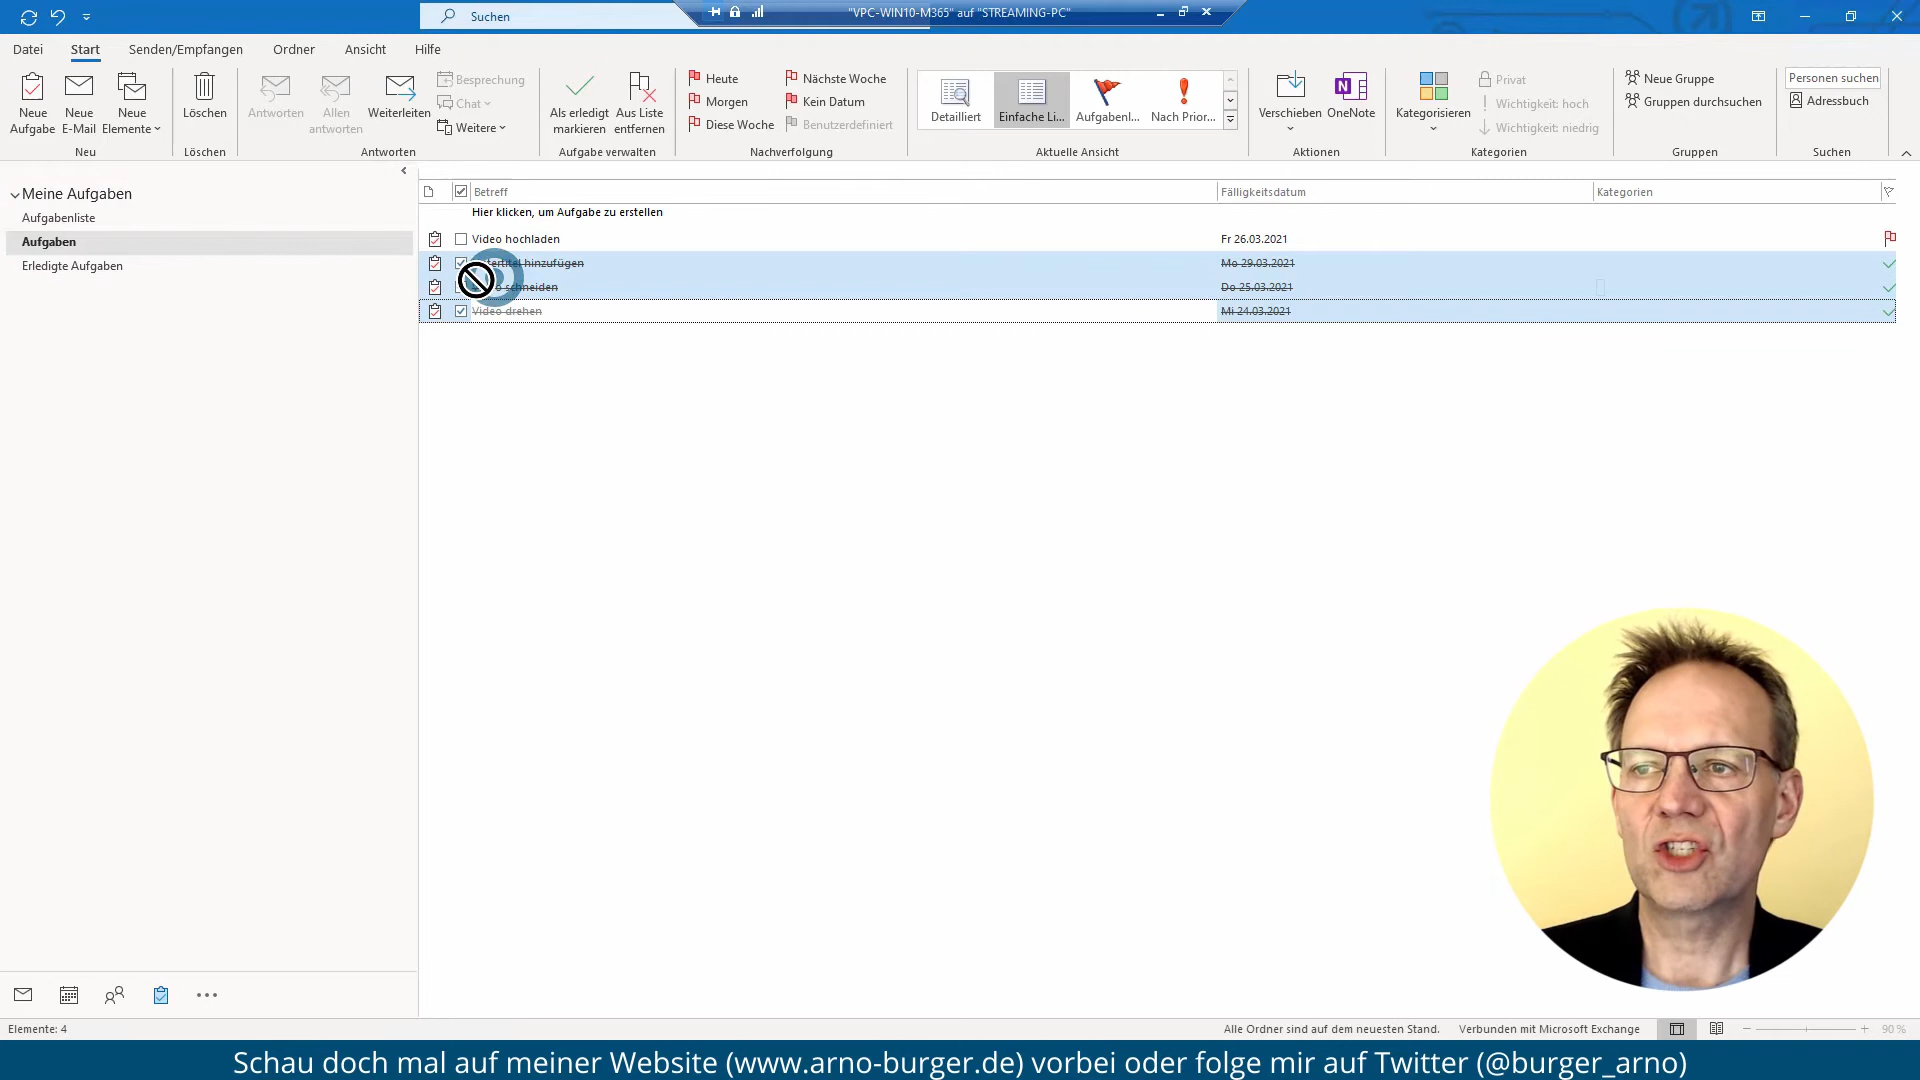 Suchen
"VPC-WIN10-M365" auf "STREAMING-PC"
Datei Start Senden/Empfangen Ordner Ansicht Hilfe
Neue Aufgabe
Neue E-Mail
Neue Elemente
Neu
Löschen
Löschen
Antworten
Allen antworten
Weiterleiten
Besprechung
Chat
Weitere
Antworten
Als erledigt markieren
Aus Liste entfernen
Aufgabe verwalten
Heute
Morgen
Diese Woche
Nächste Woche
Kein Datum
Benutzerdefiniert
Nachverfolgung
Detailliert
Einfache Li...
Aufgabenl...
Nach Prior...
Aktuelle Ansicht
Verschieben
OneNote
Aktionen
Kategorisieren
Privat
Wichtigkeit: hoch
Wichtigkeit: niedrig
Kategorien
Neue Gruppe
Gruppen durchsuchen
Gruppen
Personen suchen
Adressbuch
Suchen
Meine Aufgaben
Aufgabenliste
Aufgaben
Erledigte Aufgaben
Betreff Fälligkeitsdatum Kategorien
Hier klicken, um Aufgabe zu erstellen
Video hochladen Fr 26.03.2021
hinzufügen Mo 29.03.2021
schneiden Do 25.03.2021
Video drehen Mi 24.03.2021
Elemente: 4
Alle Ordner sind auf dem neuesten Stand. Verbunden mit Microsoft Exchange 90 %
Schau doch mal auf meiner Website (www.arno-burger.de) vorbei oder folge mir auf Twitter (@burger_arno)